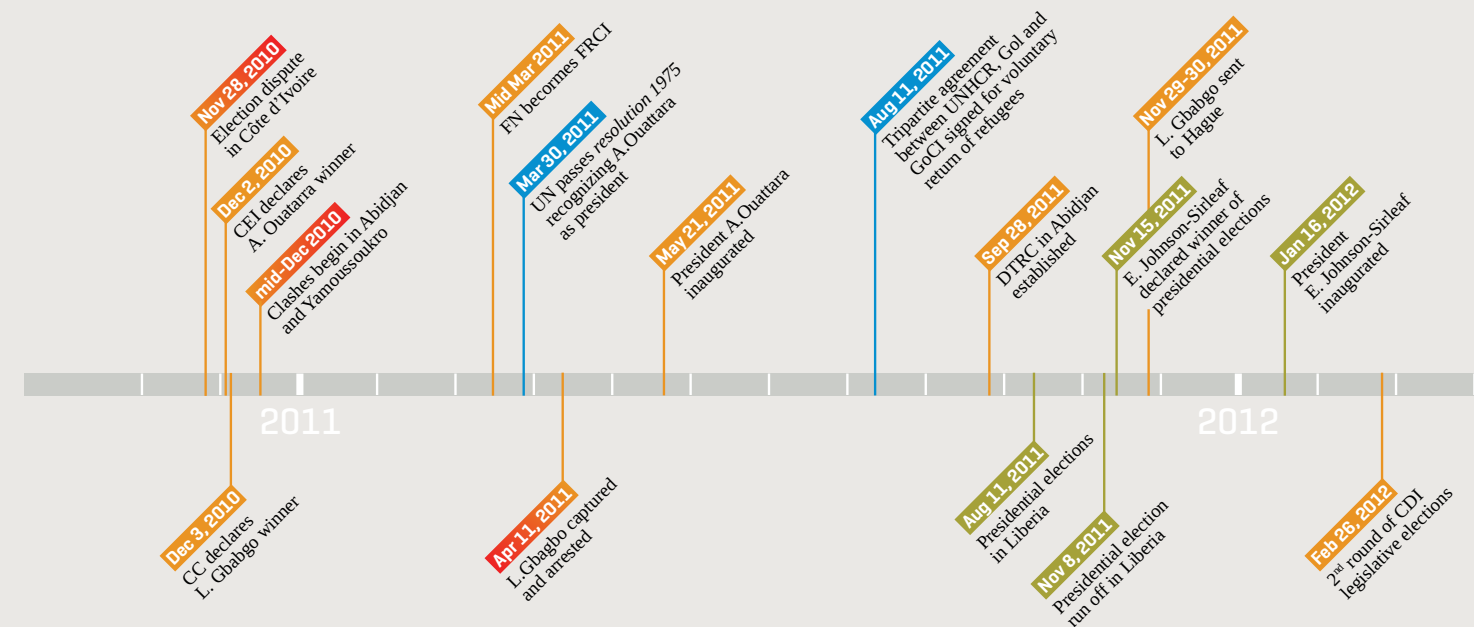 Nov 28, 2010
Election dispute
in Côte d'Ivoire
Dec 2, 2010
CEI declares
A. Ouatarra winner
mid-Dec 2010
Clashes begin in Abidjan
and Yamoussoukro
Mid Mar 2011
FN becomes FRCI
Mar 30, 2011
UN passes resolution 1975
recognizing A.Ouattara
as president
May 21, 2011
President A.Ouattara
inaugurated
Aug 11, 2011
Tripartite agreement
between UNHCR, Gol and
GoCI signed for voluntary
return of refugees
Sep 28, 2011
DTRC in Abidjan
established
Nov 29-30, 2011
L. Gbabgo sent
to Hague
Nov 15, 2011
E. Johnson-Sirleaf
declared winner of
presidential elections
Jan 16, 2012
President
E. Johnson-Sirleaf
inaugurated
2011
2012
Dec 3, 2010
CC declares
L. Gbabgo winner
Apr 11, 2011
L.Gbagbo captured
and arrested
Aug 11, 2011
Presidential elections
in Liberia
Nov 8, 2011
Presidential election
run off in Liberia
Feb 26, 2012
2nd round of CDI
legislative elections